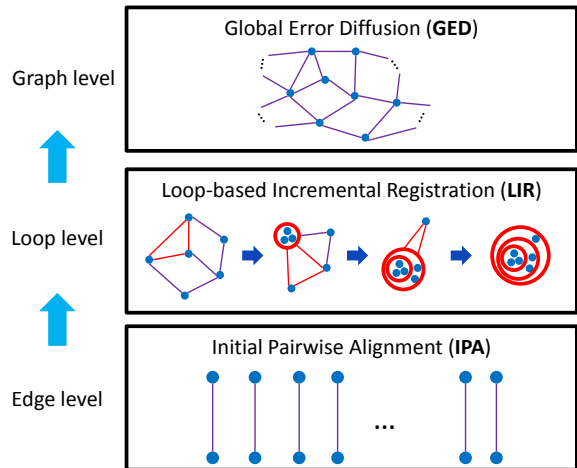 Global Error Diffusion (GED)
Graph level
Loop-based Incremental Registration (LIR)
Loop level
Initial Pairwise Alignment (IPA)
Edge level
...